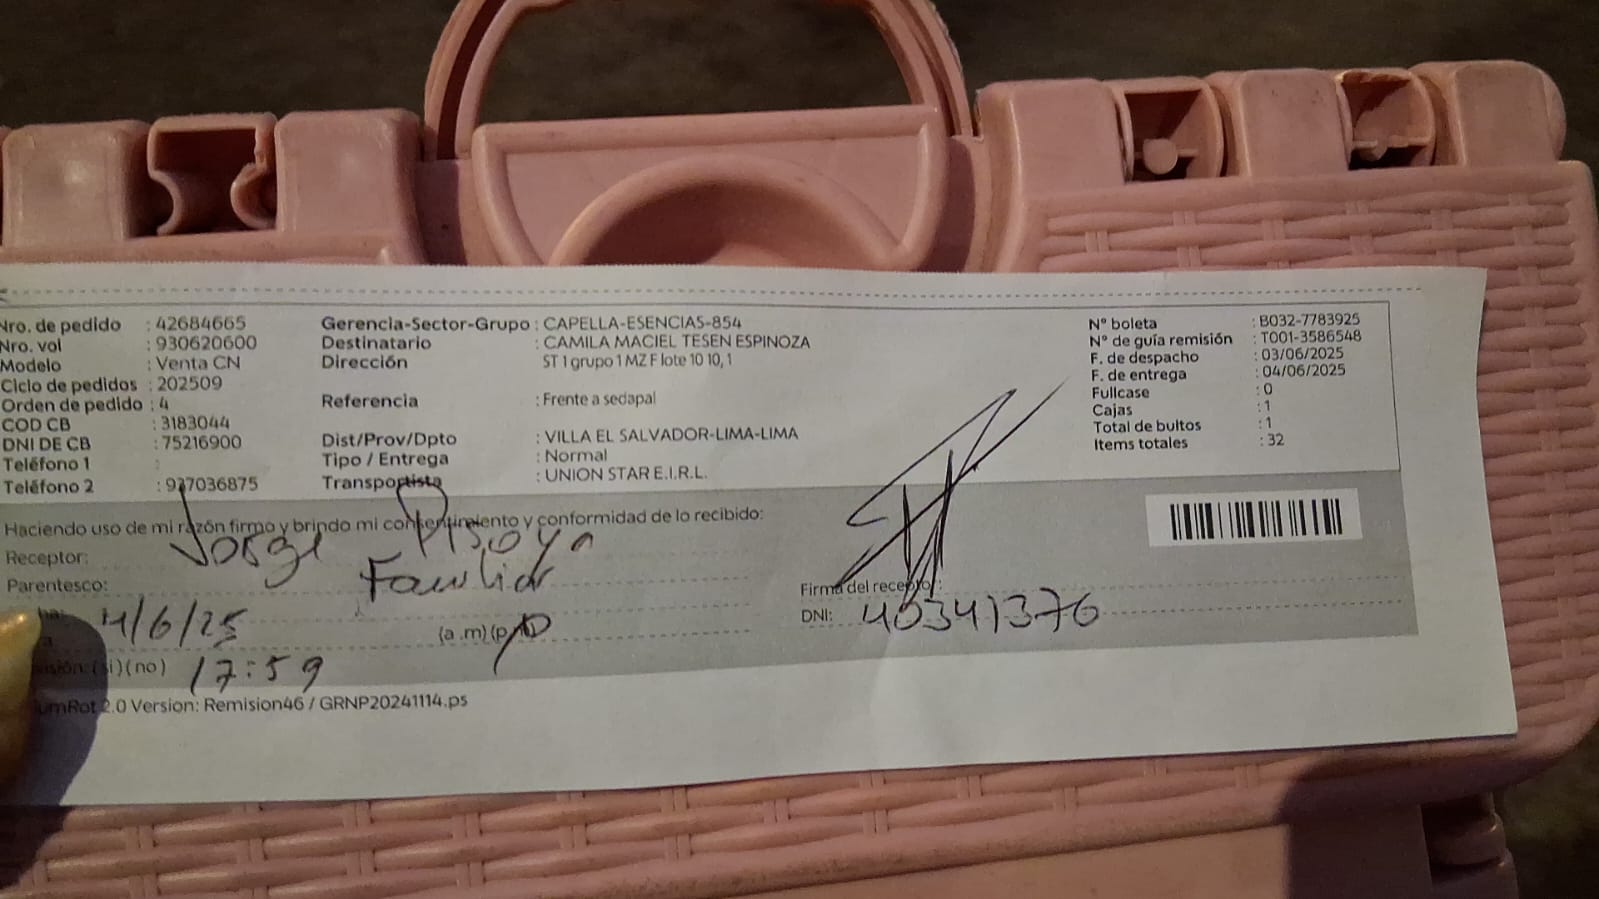 Nro. de pedido : 42684665
Nro. vol : 930620600
Modelo : Venta CN
Ciclo de pedidos : 202509
Orden de pedido : 4
COD CB : 3183044
DNI DE CB : 75216900
Teléfono 1 :
Teléfono 2 : 937036875
Gerencia-Sector-Grupo : CAPELLA-ESENCIAS-854
Destinatario : CAMILA MACIEL TESEN ESPINOZA
Dirección ST 1 grupo 1 MZ F lote 10 10, 1
Referencia : Frente a sedapal
Dist/Prov/Dpto : VILLA EL SALVADOR-LIMA-LIMA
Tipo / Entrega : Normal
Transportista : UNION STAR E.I.R.L.
N° boleta : B032-7783925
N° de guía remisión : T001-3586548
F. de despacho : 03/06/2025
F. de entrega : 04/06/2025
Fullcase : 0
Cajas : 1
Total de bultos : 1
Items totales : 32
Haciendo uso de mi razón firmo y brindo mi consentimiento y conformidad de lo recibido:
Receptor: Jorge
Parentesco: Familiar
4/6/25
(a .m) (p
(si) (no) 17:59
Firma del receptor:
DNI: 40341376
2.0 Version: Remision46 / GRNP20241114.ps